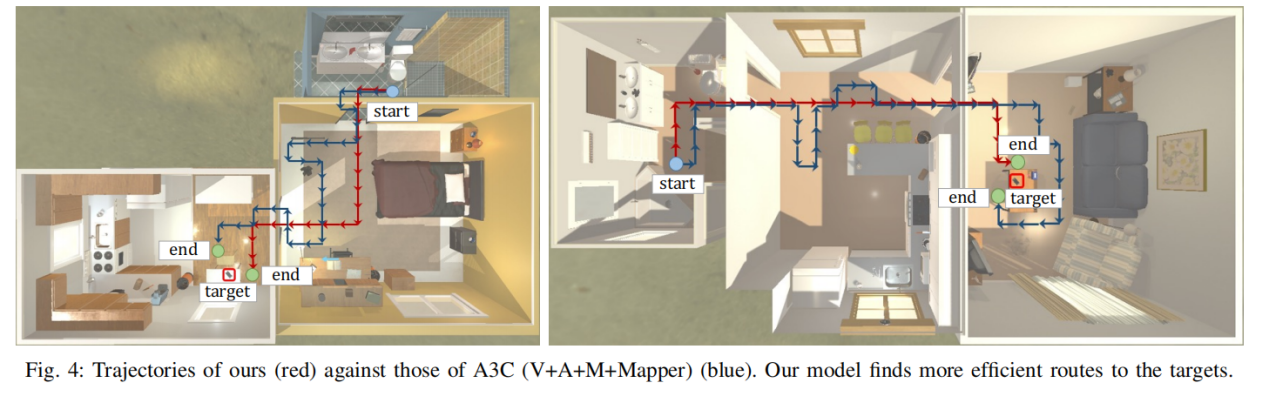 start
end
end
target
start
end
end
target
Fig. 4: Trajectories of ours (red) against those of A3C (V+A+M+Mapper) (blue). Our model finds more efficient routes to the targets.